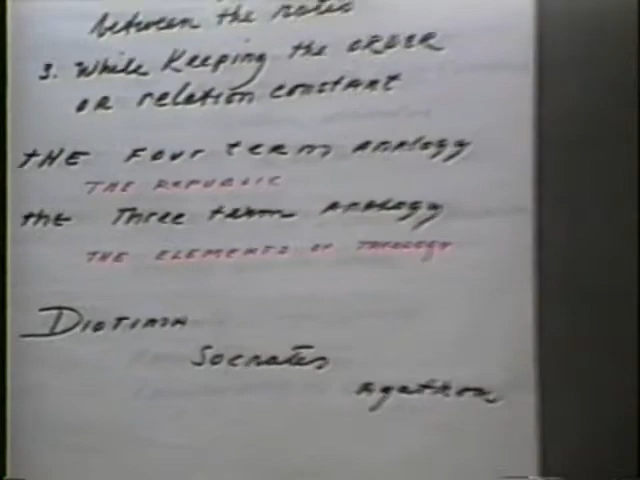 between the notes
3. While Keeping the ORDER
OR relation constant
tHE Four term analogy
THE REPUBLIC
the Three term analogy
THE ELEMENTS OF THEOLOGY
Diotima
Socrates
Agathon